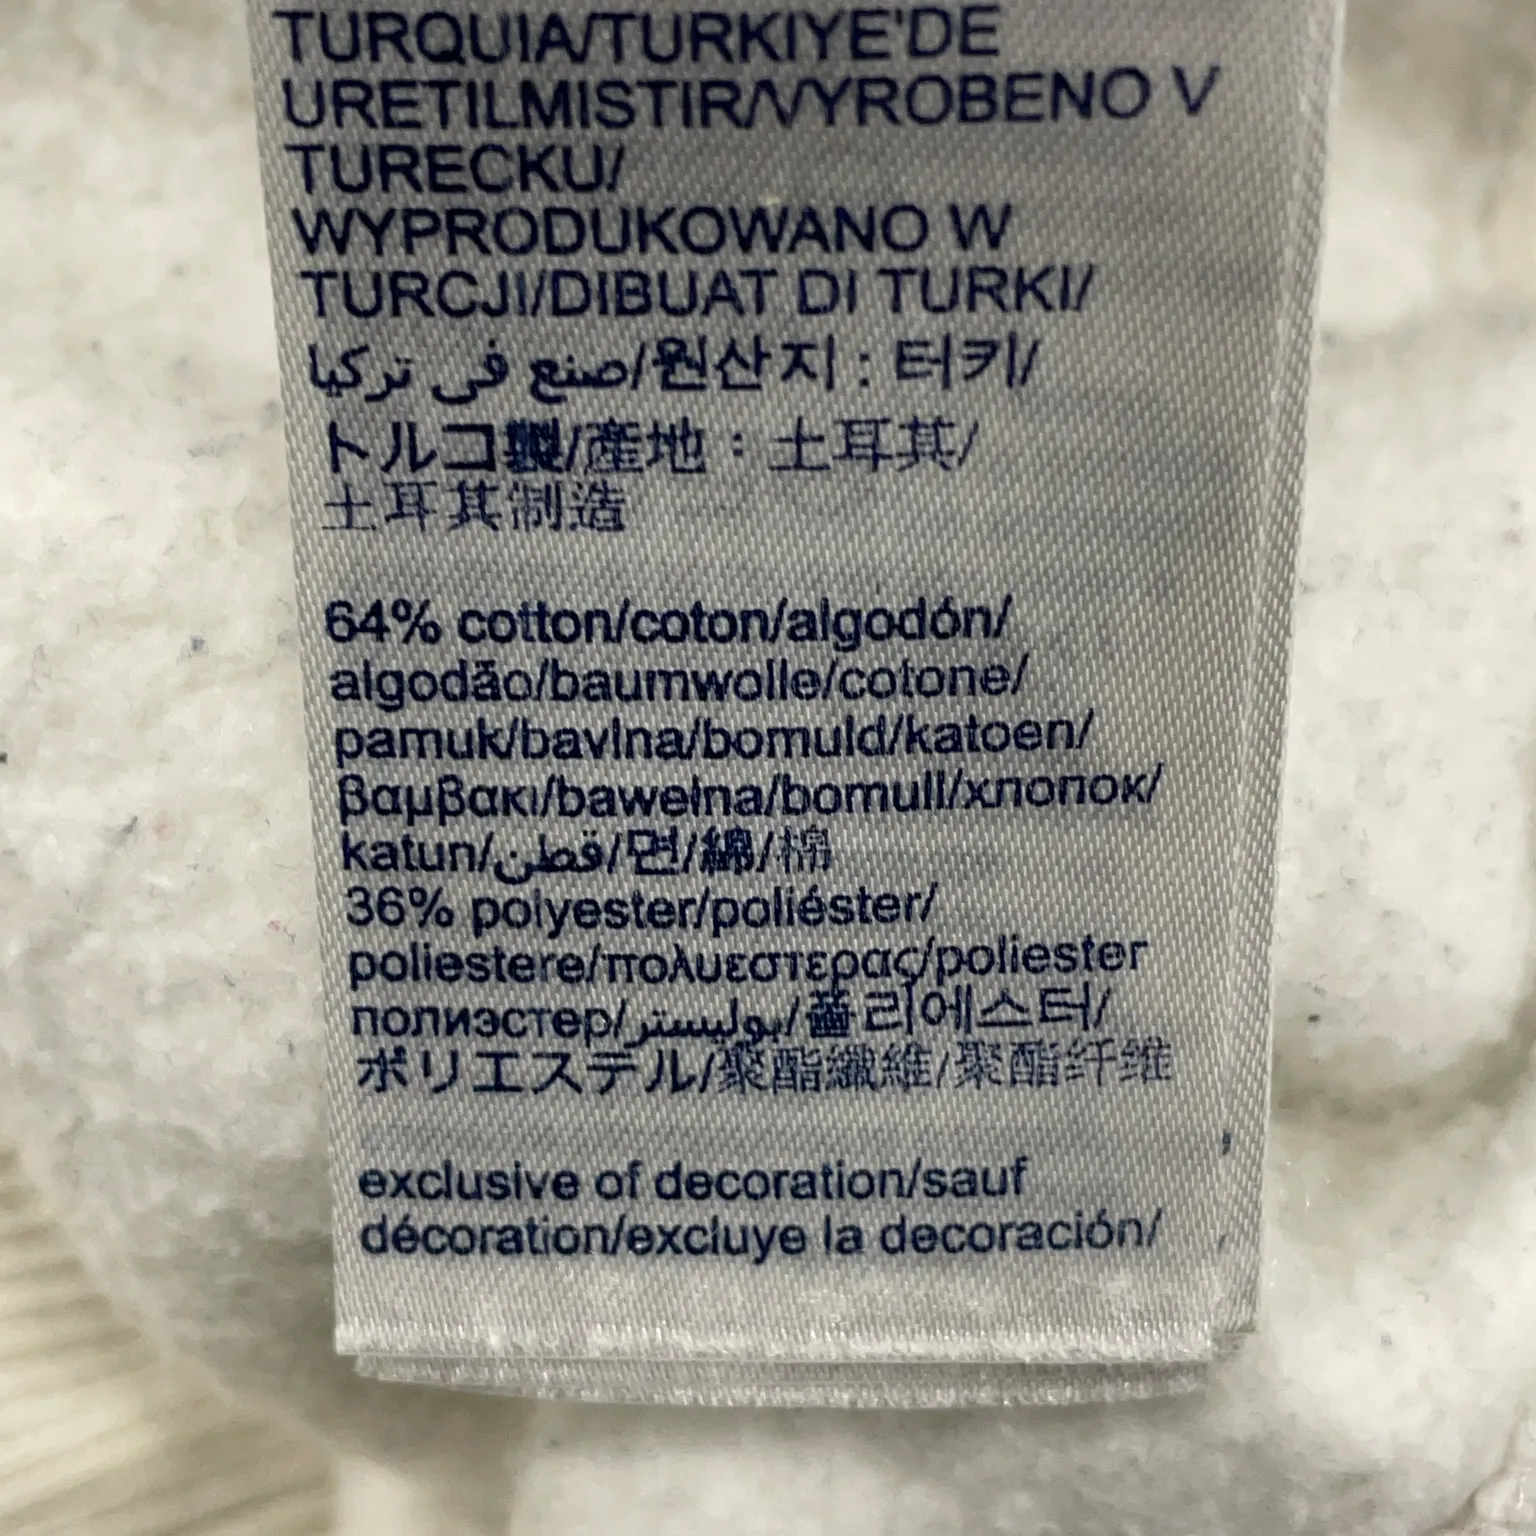 TURQUIA/TURKIYE'DE
URETILMISTIR/VYROBENO V
TURECKU/
WYPRODUKOWANO W
TURCJI/DIBUAT DI TURKI/
صنع فى تركيا/원산지 : 터키/
トルコ製/産地：土耳其/
土耳其制造
64% cotton/coton/algodón/
algodão/baumwolle/cotone/
pamuk/bavlna/bomuld/katoen/
βαμβακι/bawełna/bomull/хлопок/
katun/قطن/면/綿/棉
36% polyester/poliéster/
poliestere/πολυεστερας/poliester
полиэстер/بوليستر/폴리에스터/
ポリエステル/聚酯纖維/聚酯纤维
exclusive of decoration/sauf
décoration/excluye la decoración/